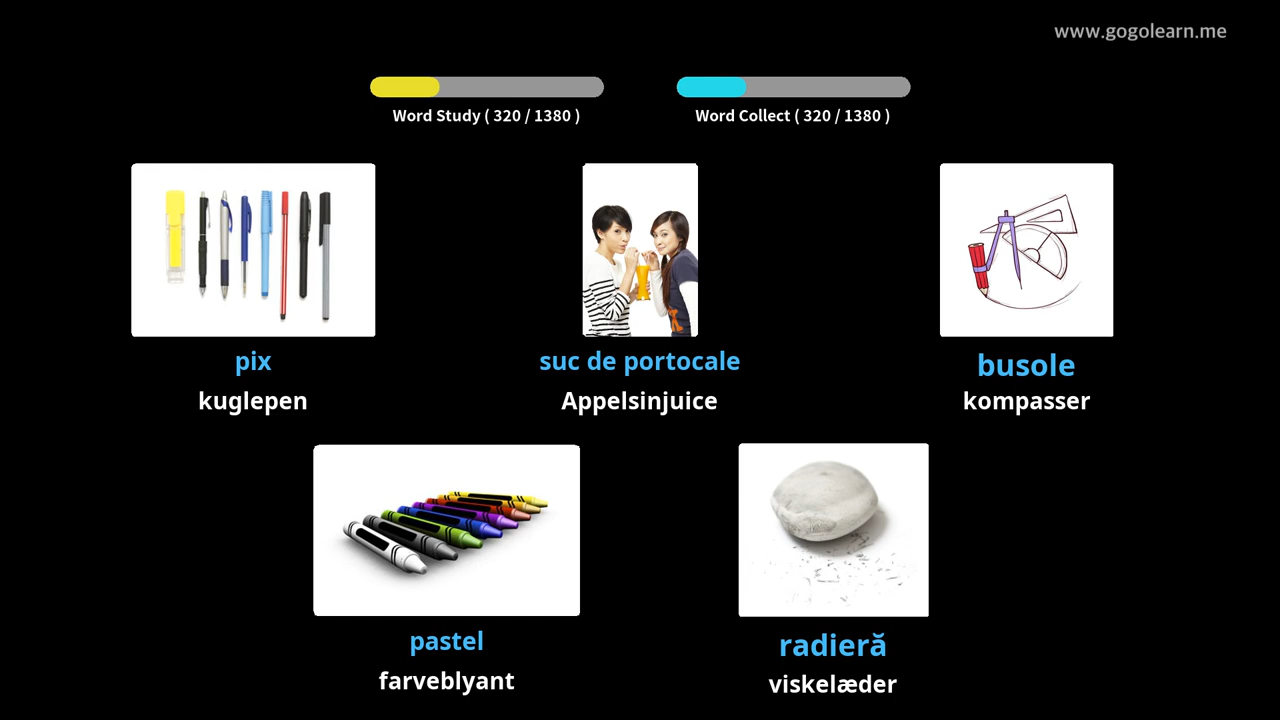 www.gogolearn.me
Word Study ( 320 / 1380 )
Word Collect ( 320 / 1380 )
pix
kuglepen
suc de portocale
Appelsinjuice
busole
kompasser
pastel
farveblyant
radieră
viskelæder